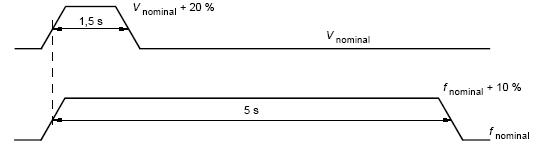 V nominal + 20 %
1,5 s
V nominal
f nominal + 10 %
5 s
f nominal